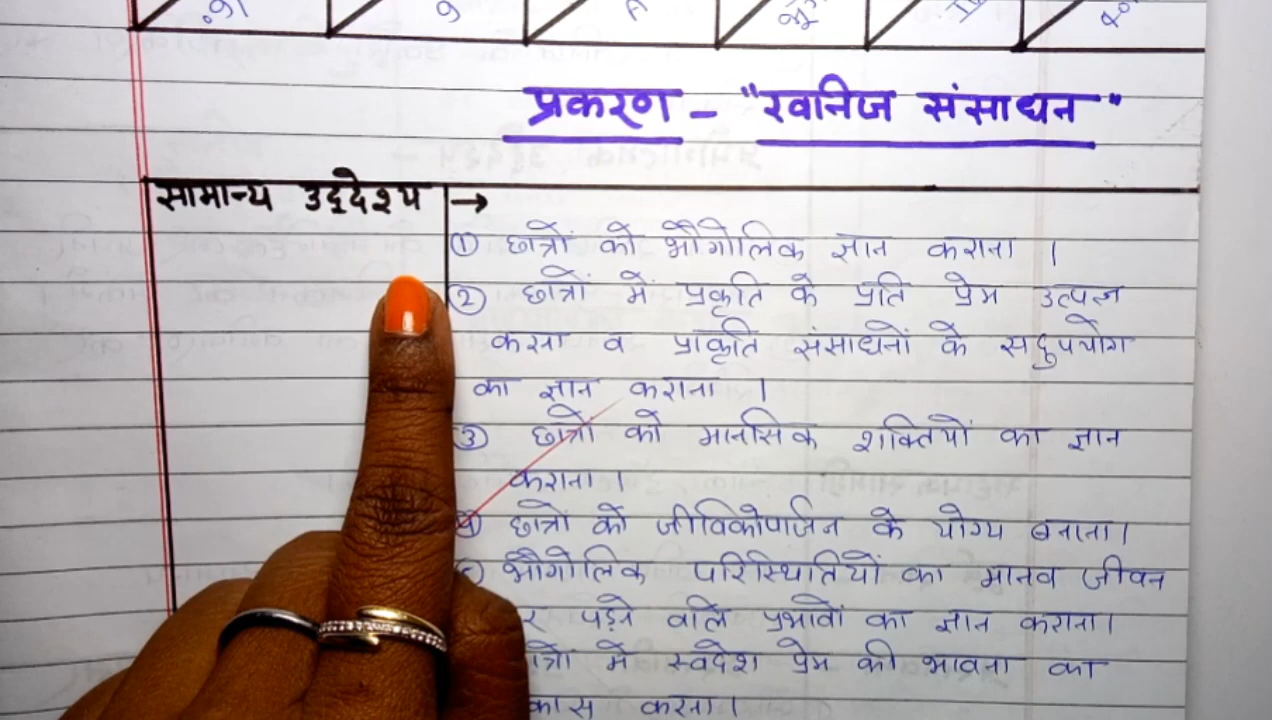 प्रकरण - "खनिज संसाधन"
सामान्य उद्देश्य →
① छात्रों को भौगोलिक ज्ञान कराना ।
② छात्रों में प्रकृति के प्रति प्रेम उत्पन्न
करना व प्राकृति संसाधनों के सदुपयोग
का ज्ञान कराना ।
③ छात्रों को मानसिक शक्तियों का ज्ञान
कराना ।
छात्रों को जीविकोपार्जन के योग्य बनाना।
भौगोलिक परिस्थितियों का मानव जीवन
पड़ने वाले प्रभावों का ज्ञान कराना।
में स्वदेश प्रेम की भावना का
करना।